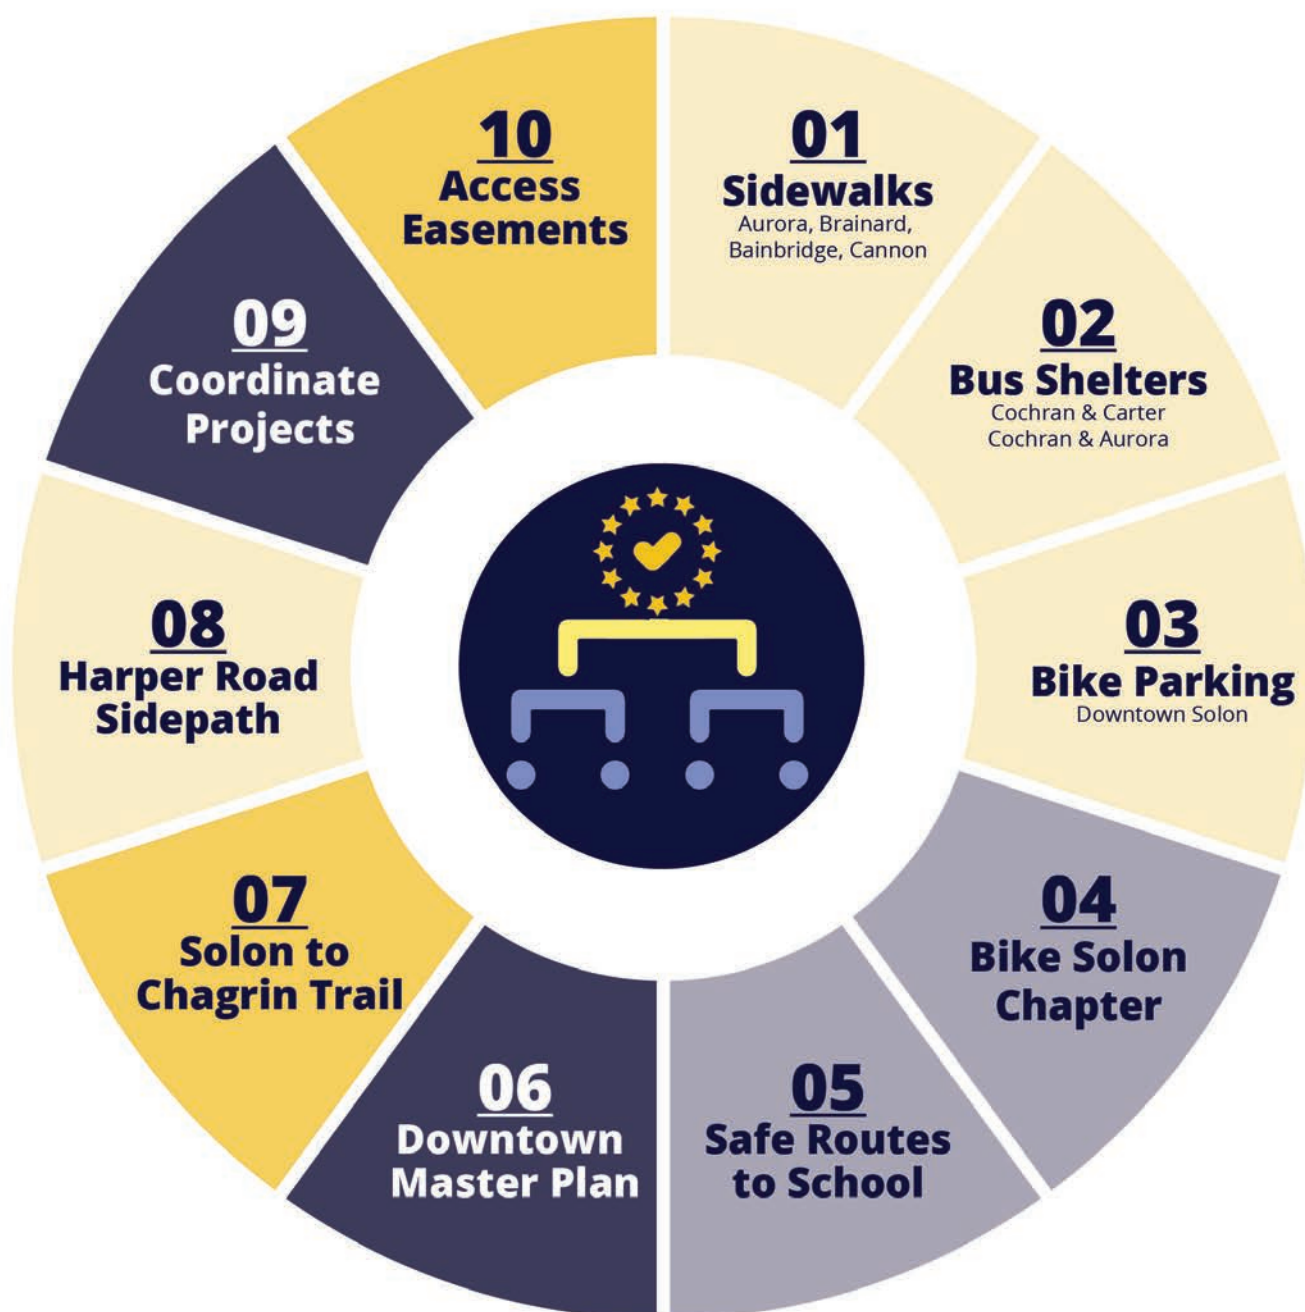 01
Sidewalks
Aurora, Brainard,
Bainbridge, Cannon
02
Bus Shelters
Cochran & Carter
Cochran & Aurora
03
Bike Parking
Downtown Solon
04
Bike Solon
Chapter
05
Safe Routes
to School
06
Downtown
Master Plan
07
Solon to
Chagrin Trail
08
Harper Road
Sidepath
09
Coordinate
Projects
10
Access
Easements